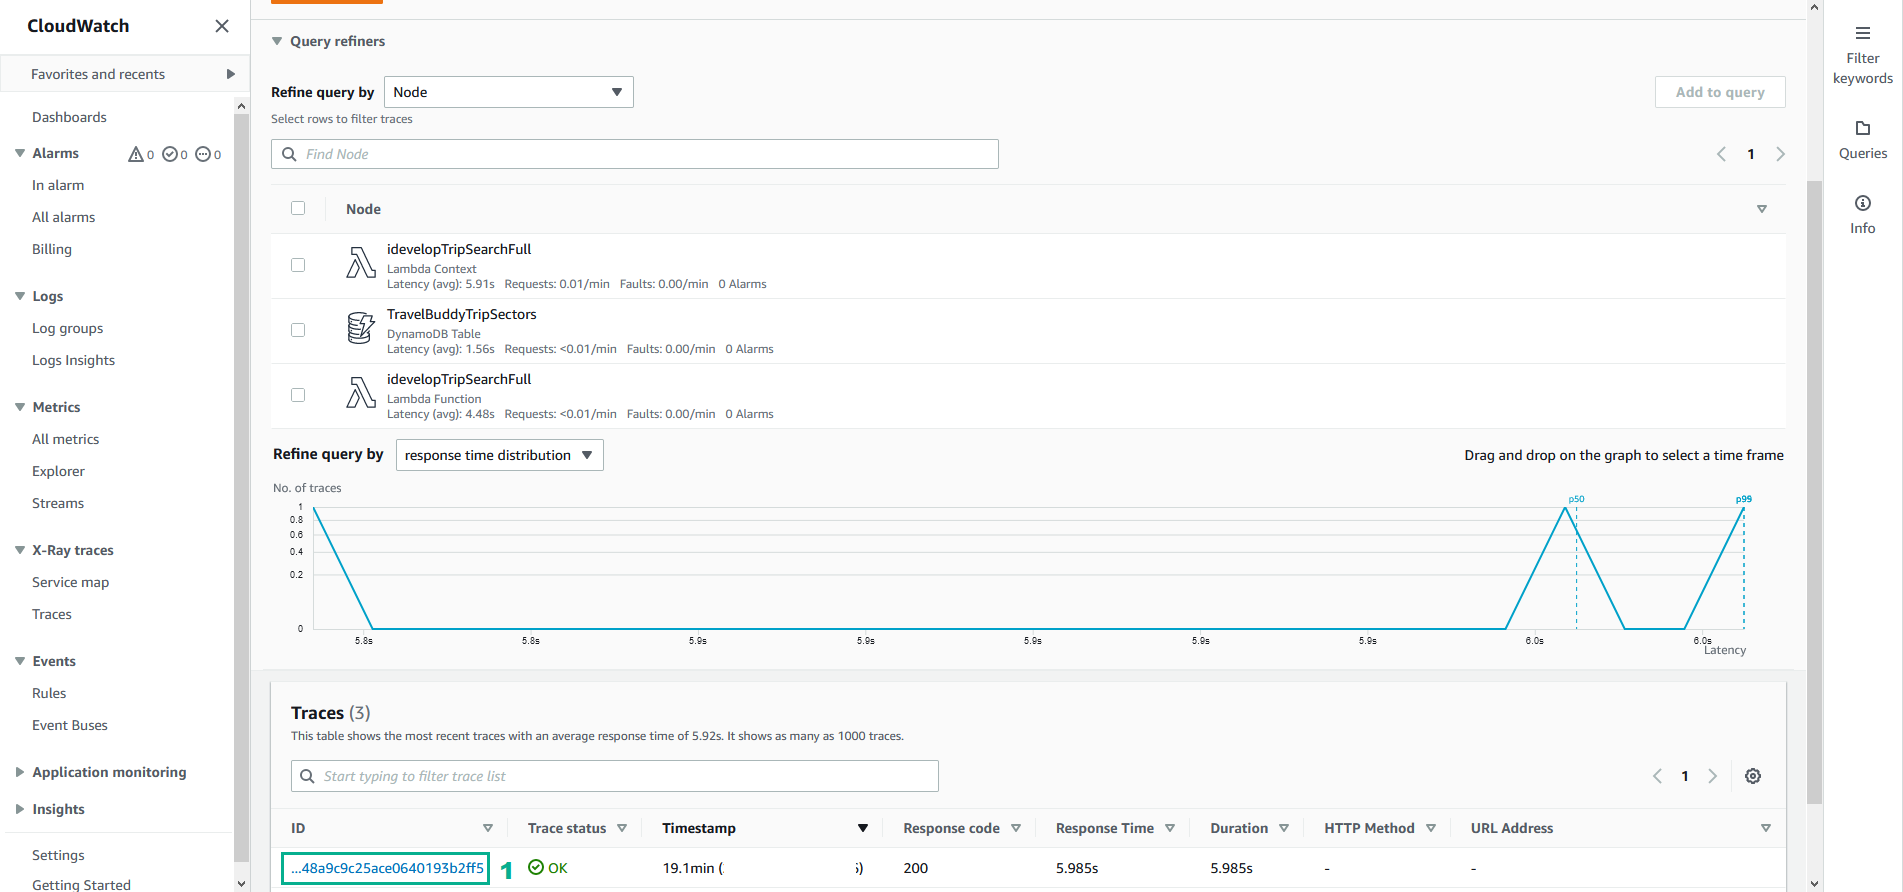 CloudWatch
Favorites and recents
Dashboards
Alarms 0 0 0
In alarm
All alarms
Billing
Logs
Log groups
Logs Insights
Metrics
All metrics
Explorer
Streams
X-Ray traces
Service map
Traces
Events
Rules
Event Buses
Application monitoring
Insights
Settings
Getting Started
Query refiners
Refine query by Node
Add to query
Select rows to filter traces
Find Node
1
Node
idevelopTripSearchFull
Lambda Context
Latency (avg): 5.91s Requests: 0.01/min Faults: 0.00/min 0 Alarms
TravelBuddyTripSectors
DynamoDB Table
Latency (avg): 1.56s Requests: <0.01/min Faults: 0.00/min 0 Alarms
idevelopTripSearchFull
Lambda Function
Latency (avg): 4.48s Requests: <0.01/min Faults: 0.00/min 0 Alarms
Refine query by response time distribution
Drag and drop on the graph to select a time frame
No. of traces
p50 p99
1
0.8
0.6
0.4
0.2
0
5.8s 5.8s 5.9s 5.9s 5.9s 5.9s 5.9s 6.0s 6.0s
Latency
Traces (3)
This table shows the most recent traces with an average response time of 5.92s. It shows as many as 1000 traces.
Start typing to filter trace list
1
ID Trace status Timestamp Response code Response Time Duration HTTP Method URL Address
...48a9c9c25ace0640193b2ff5 1 OK 19.1min ( ) 200 5.985s 5.985s - -
Filter
keywords
Queries
Info